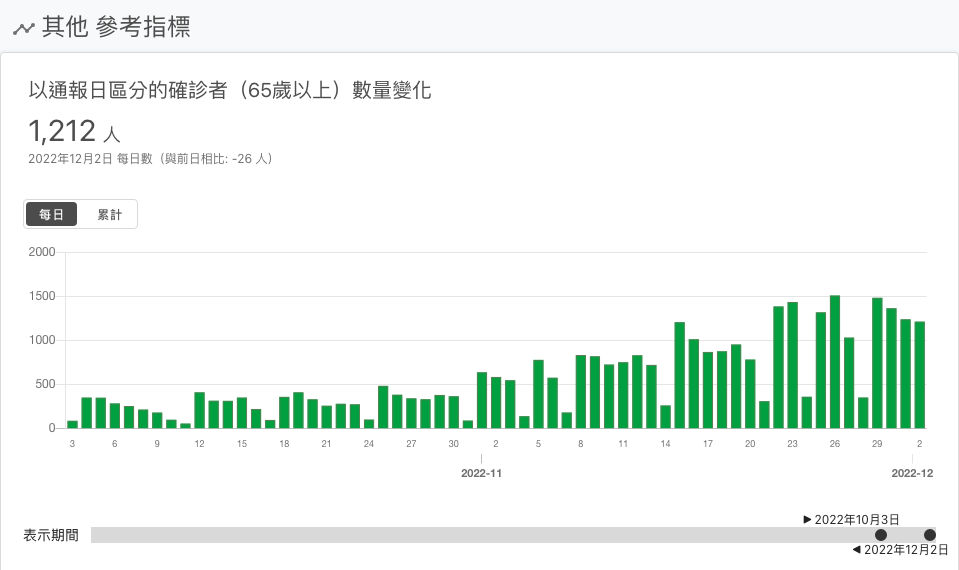 其他 參考指標
以通報日區分的確診者（65歲以上）數量變化
1,212 人
2022年12月2日 每日數（與前日相比: -26 人）
每日 累計
2000
1500
1000
500
0
3 6 9 12 15 18 21 24 27 30 2 5 8 11 14 17 20 23 26 29 2
2022-11 2022-12
▶ 2022年10月3日
表示期間
◀ 2022年12月2日